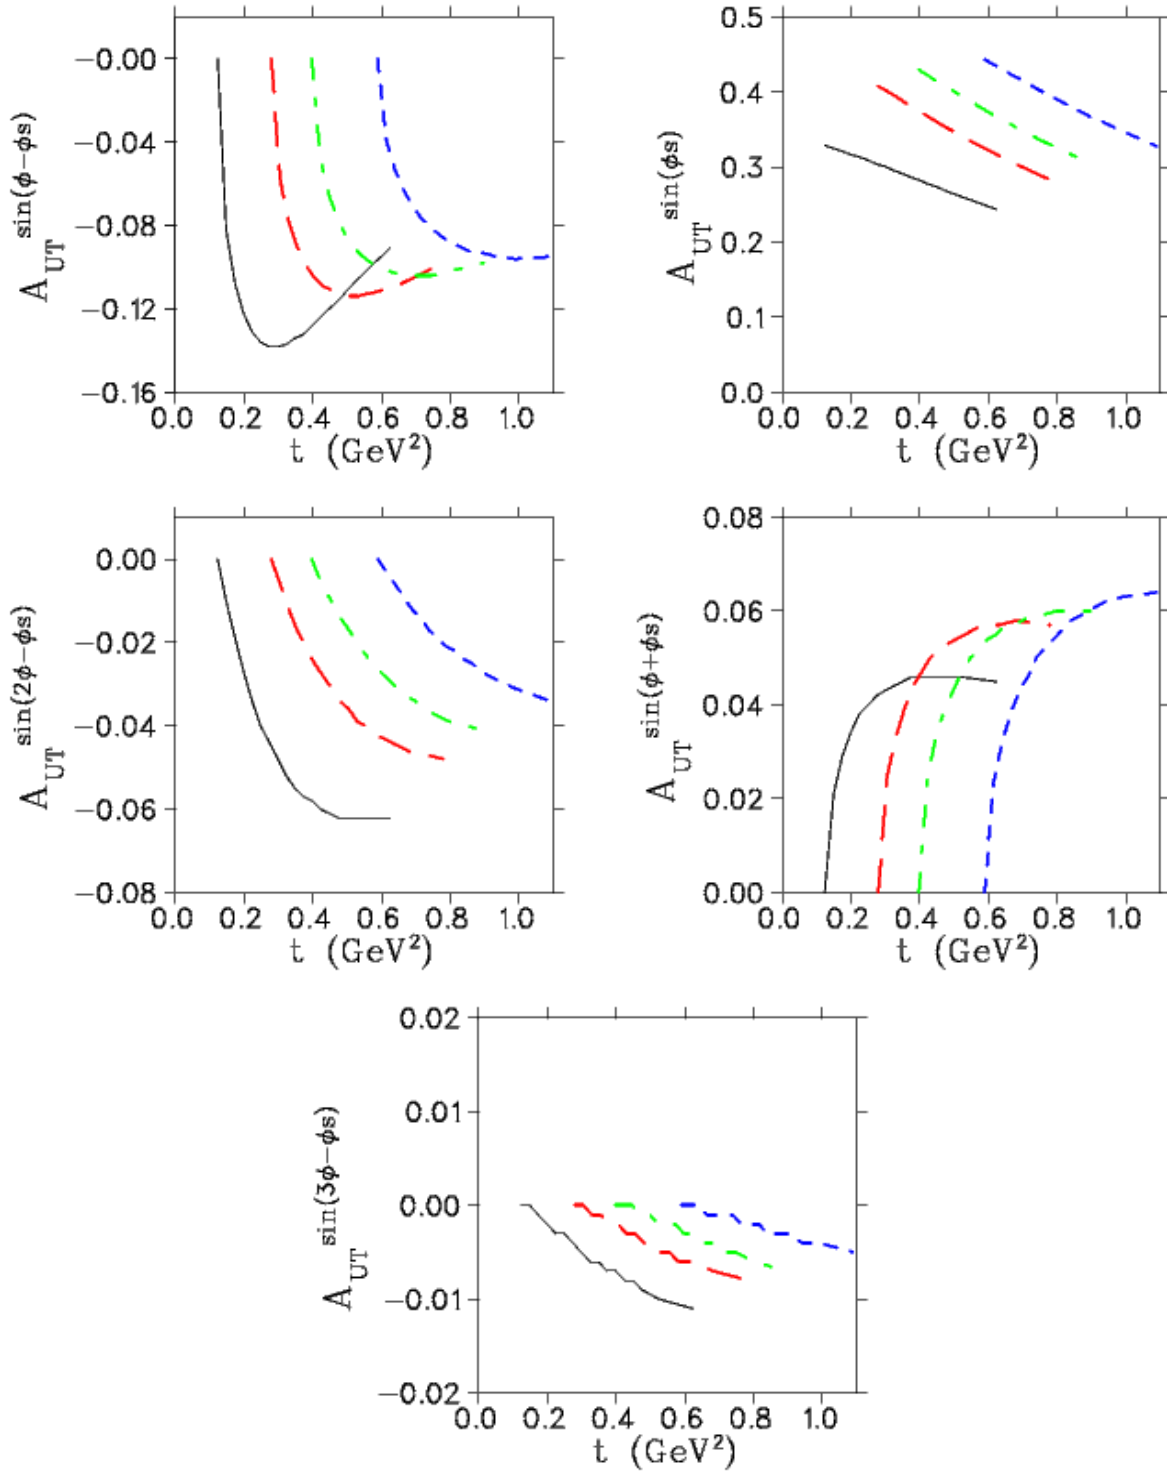 −0.00
−0.04
−0.08
−0.12
−0.16
0.0 0.2 0.4 0.6 0.8 1.0
t (GeV²)
A_UT^sin(ϕ−ϕs)
0.5
0.4
0.3
0.2
0.1
0.0
0.0 0.2 0.4 0.6 0.8 1.0
t (GeV²)
A_UT^sin(ϕs)
0.00
−0.02
−0.04
−0.06
−0.08
0.0 0.2 0.4 0.6 0.8 1.0
t (GeV²)
A_UT^sin(2ϕ−ϕs)
0.08
0.06
0.04
0.02
0.00
0.0 0.2 0.4 0.6 0.8 1.0
t (GeV²)
A_UT^sin(ϕ+ϕs)
0.02
0.01
0.00
−0.01
−0.02
0.0 0.2 0.4 0.6 0.8 1.0
t (GeV²)
A_UT^sin(3ϕ−ϕs)